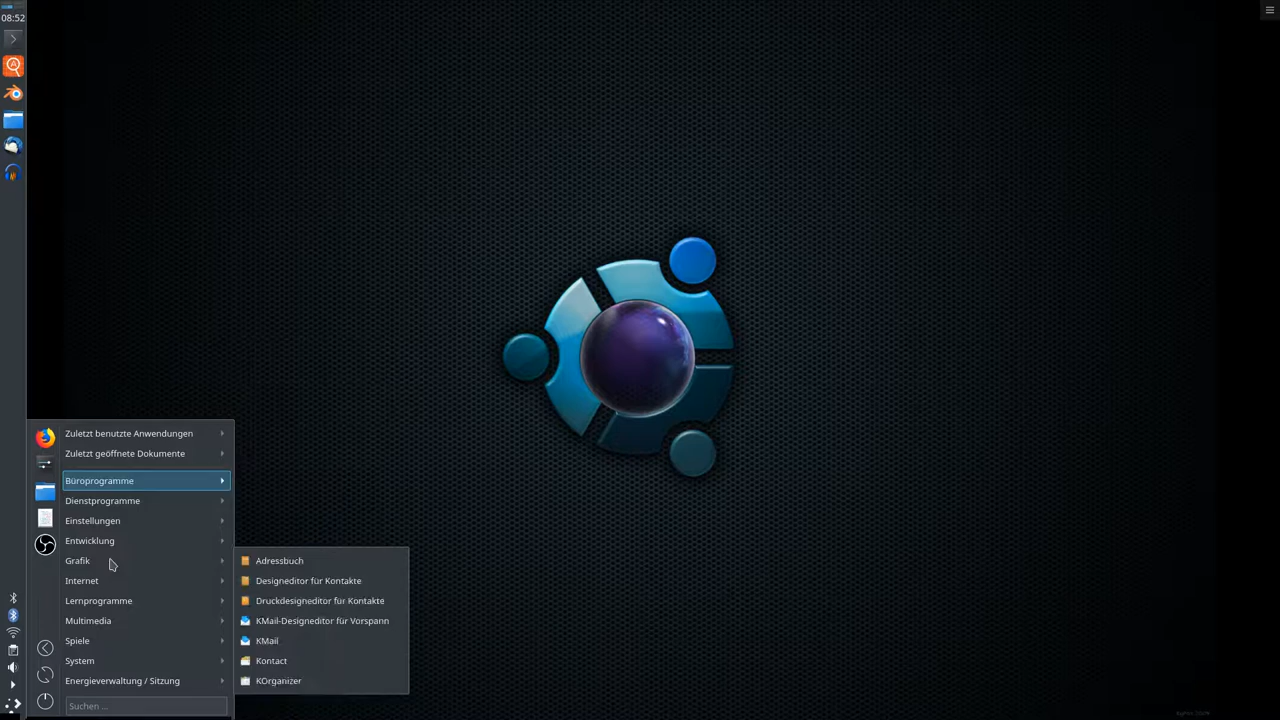 08:52
Zuletzt benutzte Anwendungen
Zuletzt geöffnete Dokumente
Büroprogramme
Dienstprogramme
Einstellungen
Entwicklung
Grafik
Internet
Lernprogramme
Multimedia
Spiele
System
Energieverwaltung / Sitzung
Suchen ...
Adressbuch
Designeditor für Kontakte
Druckdesigneditor für Kontakte
KMail-Designeditor für Vorspann
KMail
Kontact
KOrganizer